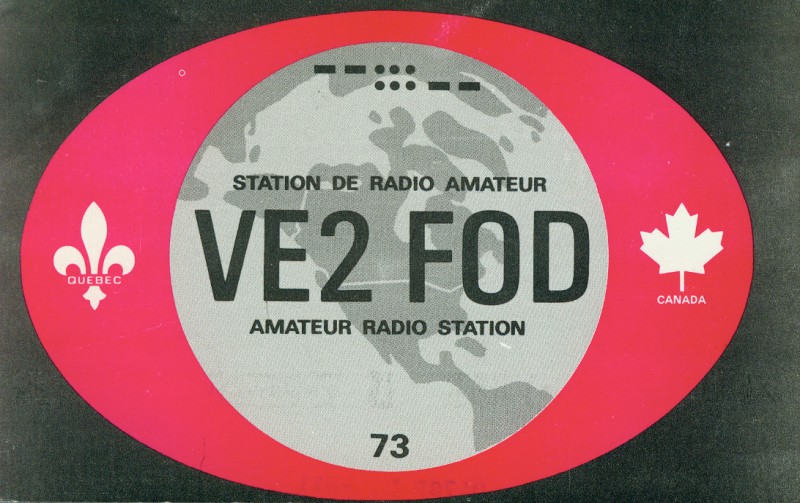 STATION DE RADIO AMATEUR
VE2 FOD
AMATEUR RADIO STATION
QUEBEC
CANADA
73